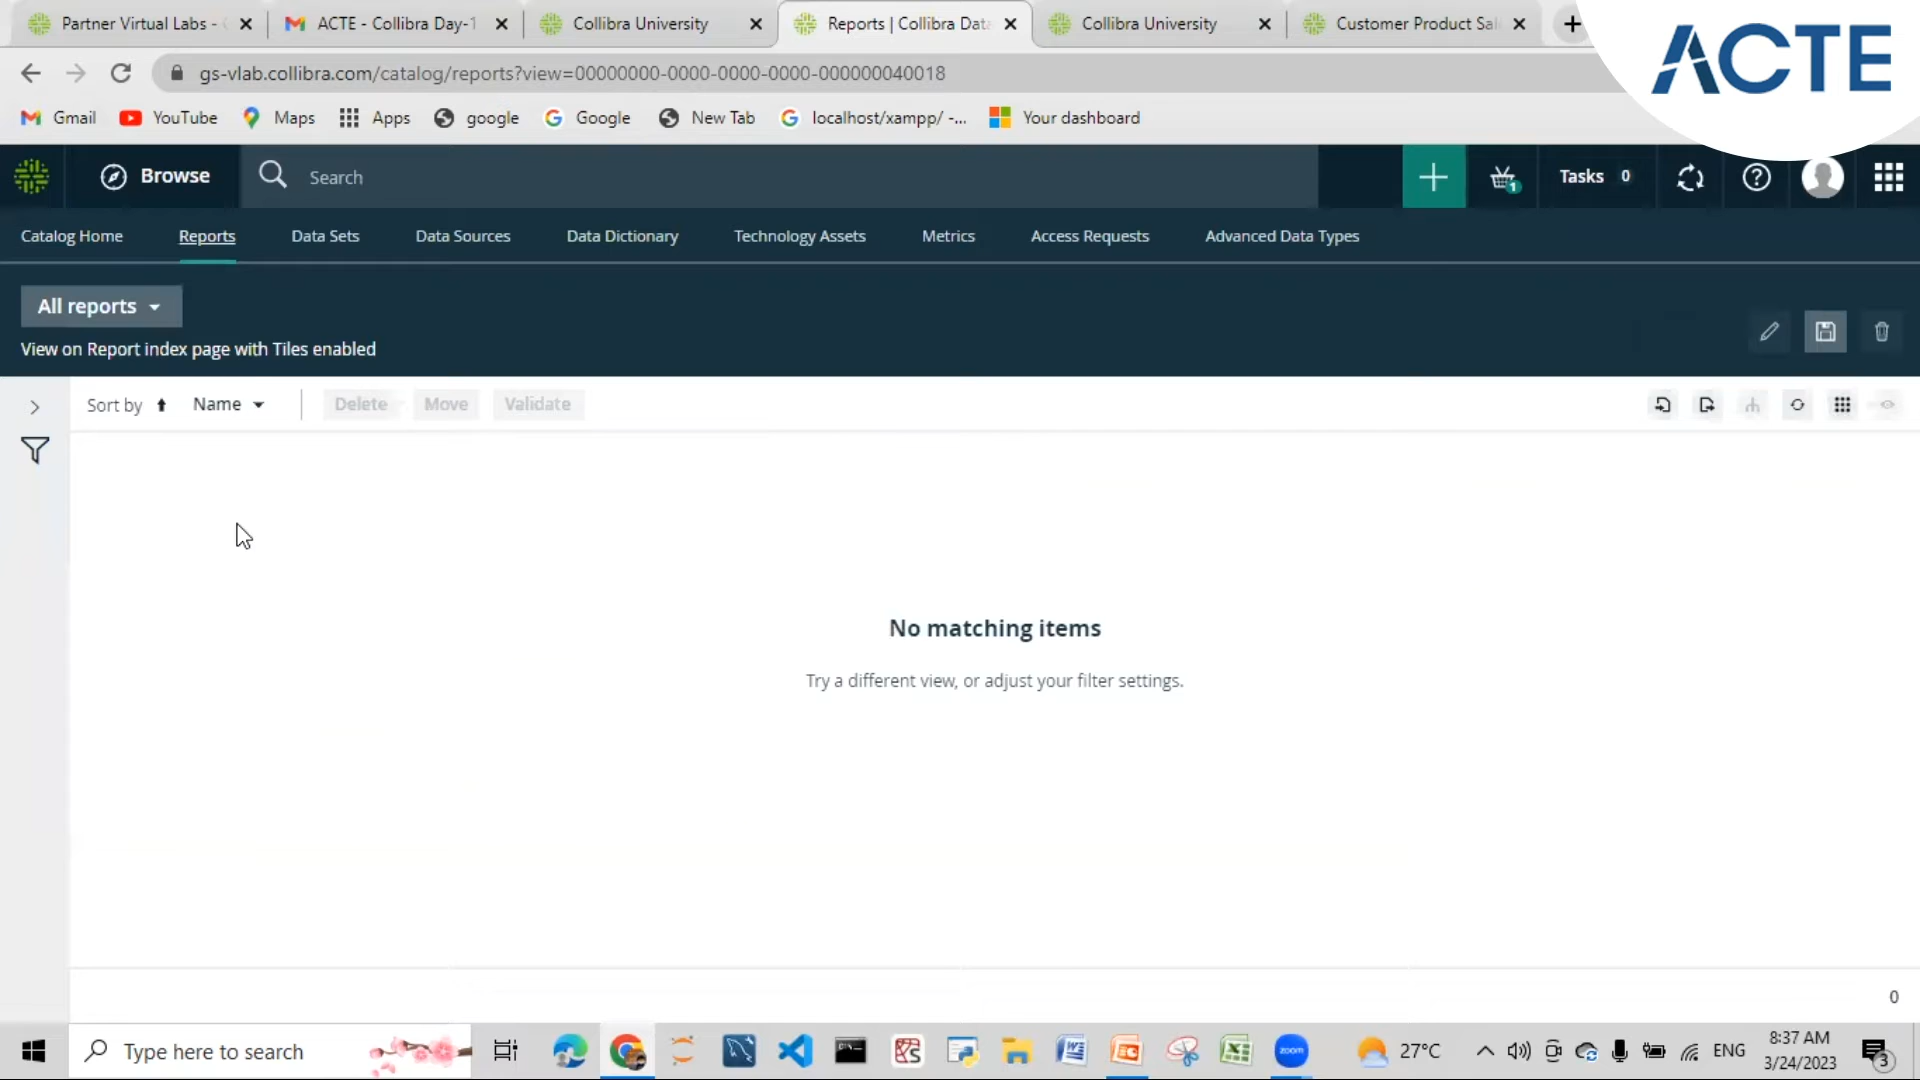 Partner Virtual Labs -
ACTE - Collibra Day-1
Collibra University
Reports | Collibra Data
Collibra University
Customer Product Sal
ACTE
gs-vlab.collibra.com/catalog/reports?view=00000000-0000-0000-0000-000000040018
Gmail
YouTube
Maps
Apps
google
Google
New Tab
localhost/xampp/ -...
Your dashboard
Browse
Search
1
Tasks 0
Catalog Home
Reports
Data Sets
Data Sources
Data Dictionary
Technology Assets
Metrics
Access Requests
Advanced Data Types
All reports
View on Report index page with Tiles enabled
Sort by
Name
Delete
Move
Validate
No matching items
Try a different view, or adjust your filter settings.
0
Type here to search
zoom
27°C
ENG
8:37 AM
3/24/2023
3